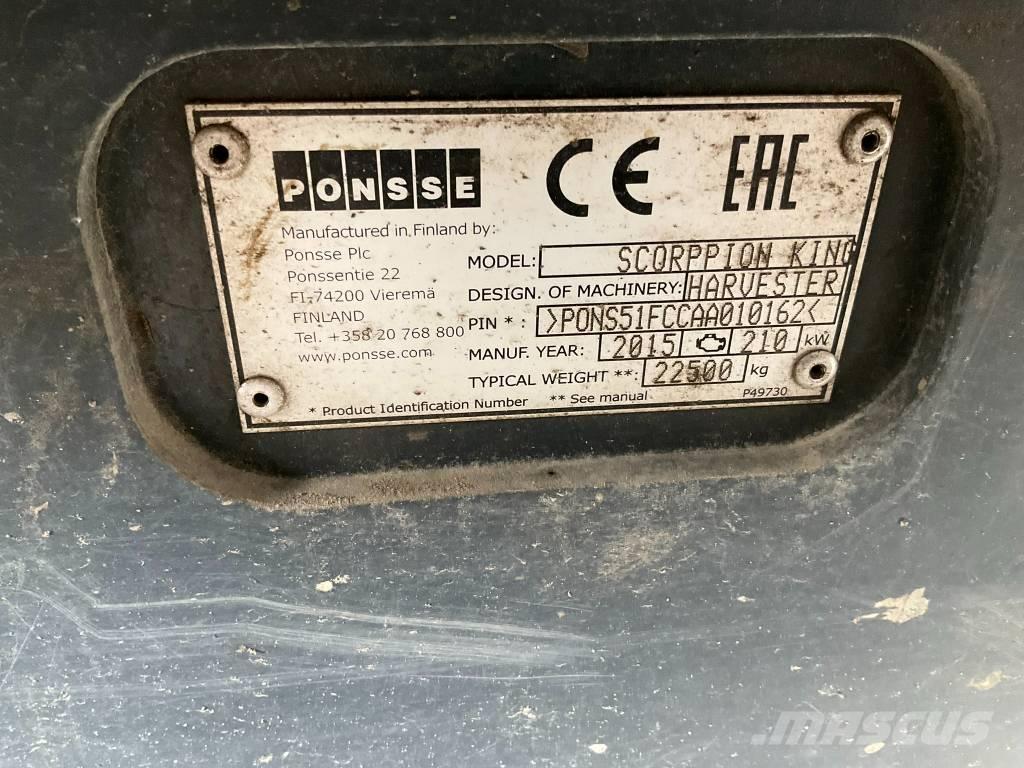 PONSSE CE EAC
Manufactured in Finland by:
Ponsse Plc
Ponssentie 22
FI-74200 Vieremä
FINLAND
Tel. +358 20 768 800
www.ponsse.com
MODEL: SCORPPION KING
DESIGN. OF MACHINERY: HARVESTER
PIN * : >PONS51FCCAA010162<
MANUF. YEAR: 2015 210 kW
TYPICAL WEIGHT **: 22500 kg
* Product Identification Number ** See manual P49730
MASCUS